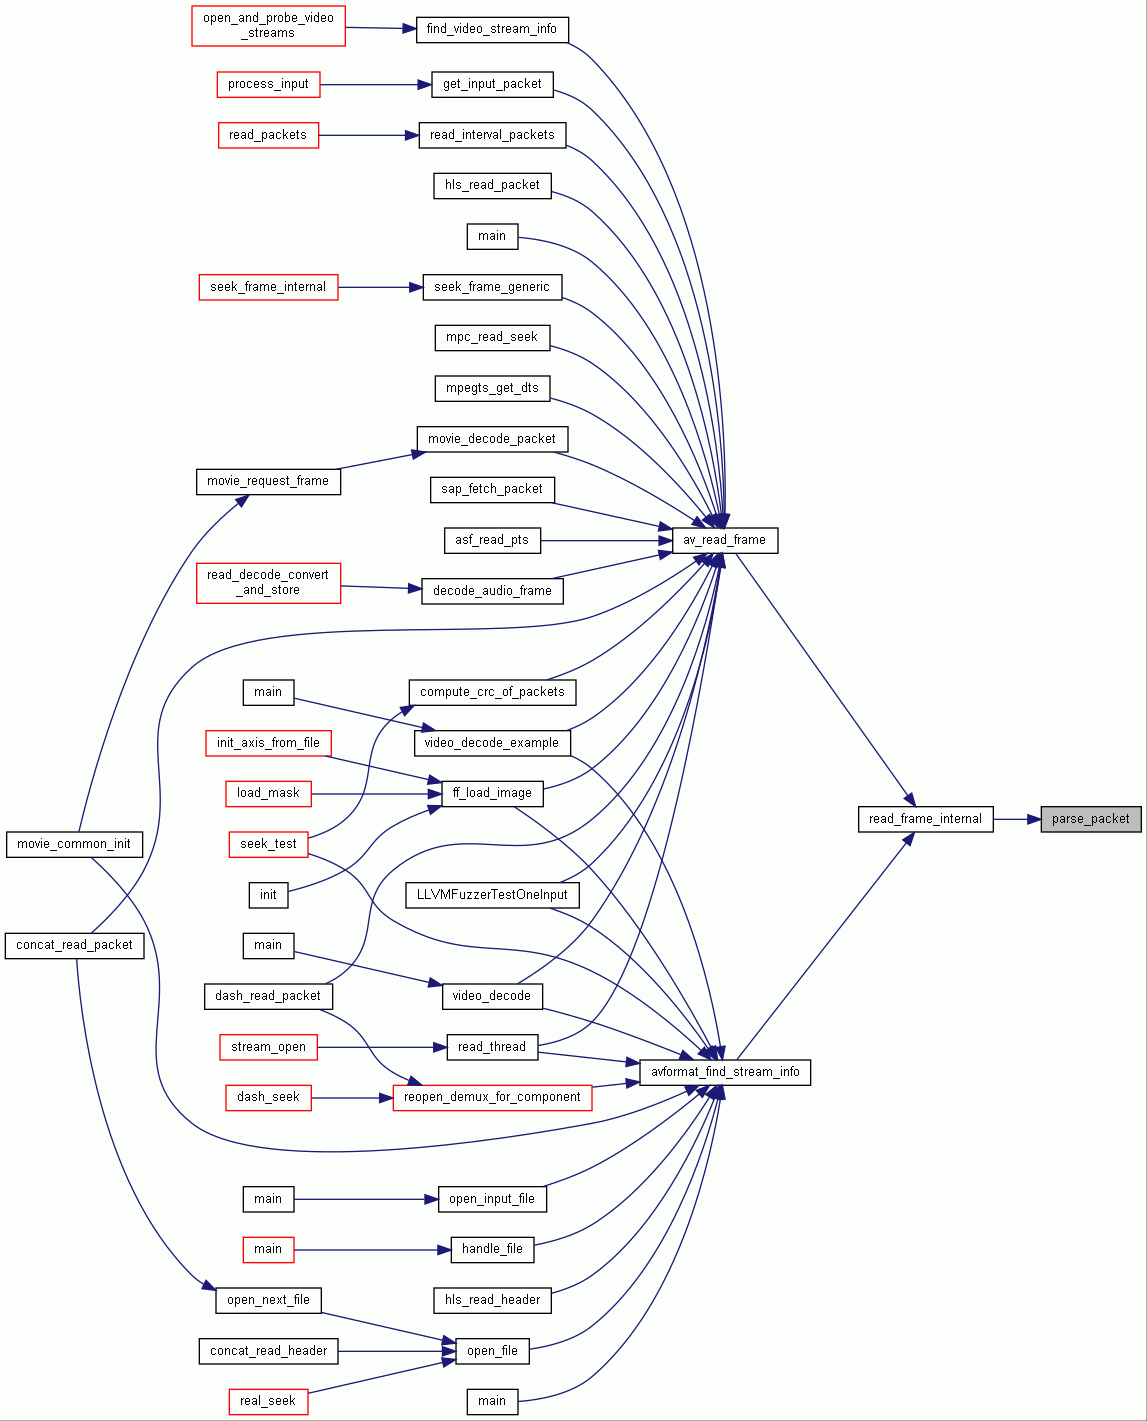 open_and_probe_video
_streams
find_video_stream_info
process_input
get_input_packet
read_packets
read_interval_packets
hls_read_packet
main
seek_frame_internal
seek_frame_generic
mpc_read_seek
mpegts_get_dts
movie_decode_packet
movie_request_frame
sap_fetch_packet
asf_read_pts
av_read_frame
read_decode_convert
_and_store
decode_audio_frame
main
compute_crc_of_packets
init_axis_from_file
video_decode_example
load_mask
ff_load_image
read_frame_internal
parse_packet
movie_common_init
seek_test
init
LLVMFuzzerTestOneInput
concat_read_packet
main
dash_read_packet
video_decode
stream_open
read_thread
avformat_find_stream_info
dash_seek
reopen_demux_for_component
main
open_input_file
main
handle_file
open_next_file
hls_read_header
concat_read_header
open_file
real_seek
main